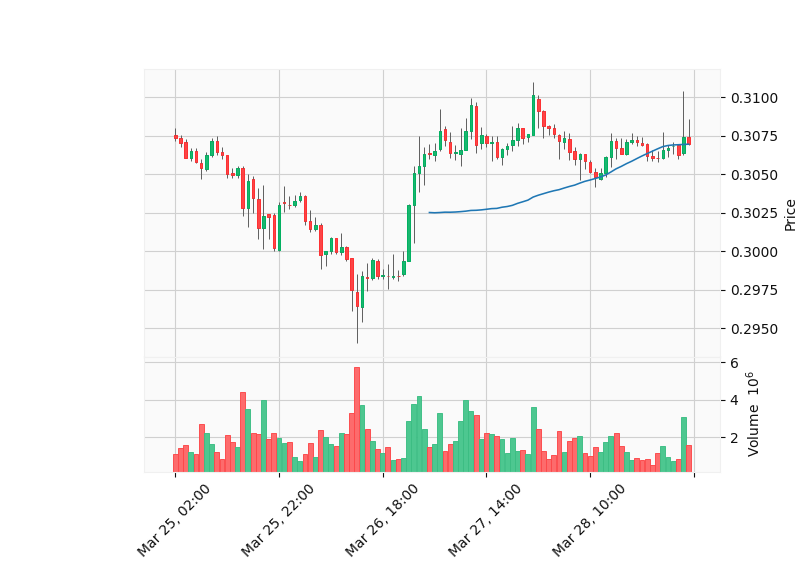 0.3100
0.3075
0.3050
0.3025
0.3000
0.2975
0.2950
Price
6
4
2
Volume 10^6
Mar 25, 02:00
Mar 25, 22:00
Mar 26, 18:00
Mar 27, 14:00
Mar 28, 10:00